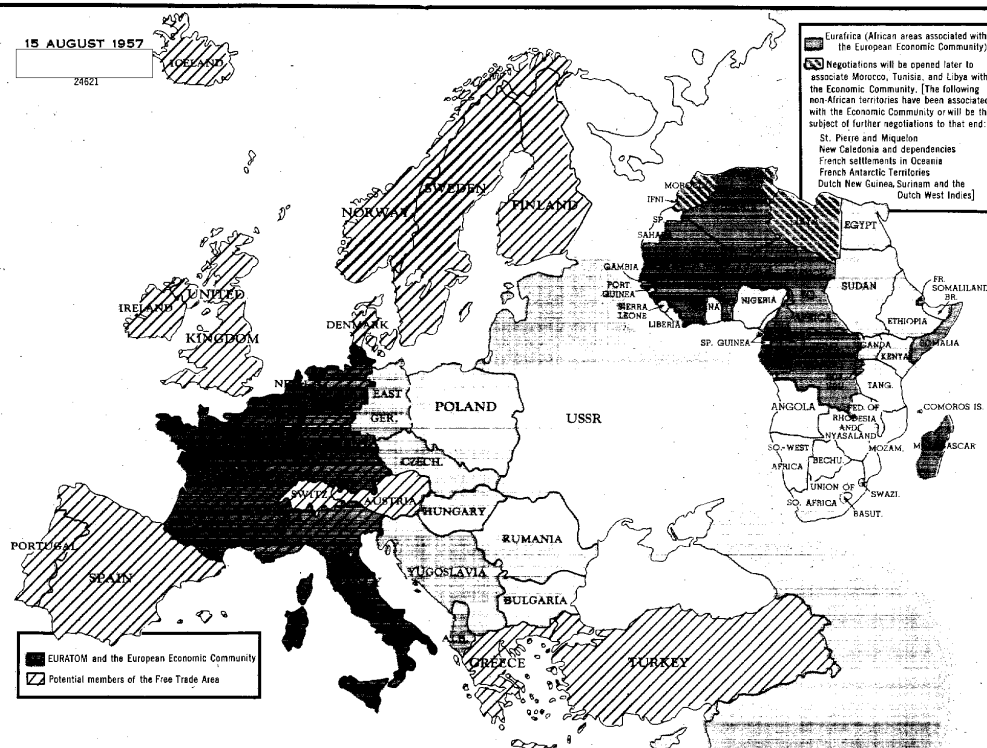 15 AUGUST 1957
24621
ICELAND
Eurafrica (African areas associated with
the European Economic Community)
Negotiations will be opened later to
associate Morocco, Tunisia, and Libya with
the Economic Community. [The following
non-African territories have been associated
with the Economic Community or will be the
subject of further negotiations to that end:
St. Pierre and Miquelon
New Caledonia and dependencies
French settlements in Oceania
French Antarctic Territories
Dutch New Guinea, Surinam and the
Dutch West Indies]
NORWAY
SWEDEN
FINLAND
IRELAND
UNITED
KINGDOM
DENMARK
EAST
GER.
POLAND
USSR
CZECH.
SWITZ.
AUSTRIA
HUNGARY
RUMANIA
YUGOSLAVIA
BULGARIA
ALB.
GREECE
TURKEY
PORTUGAL
SPAIN
IFNI
SP.
SAHARA
GAMBIA
PORT.
GUINEA
SIERRA
LEONE
LIBERIA
NIGERIA
SP. GUINEA
EGYPT
SUDAN
FR.
SOMALILAND
BR.
ETHIOPIA
SOMALIA
KENYA
TANG.
COMOROS IS.
ANGOLA
FED. OF
RHODESIA
AND
NYASALAND
MOZAM.
SO.-WEST
AFRICA
BECHU.
UNION OF
SO. AFRICA
SWAZI.
BASUT.
EURATOM and the European Economic Community
Potential members of the Free Trade Area